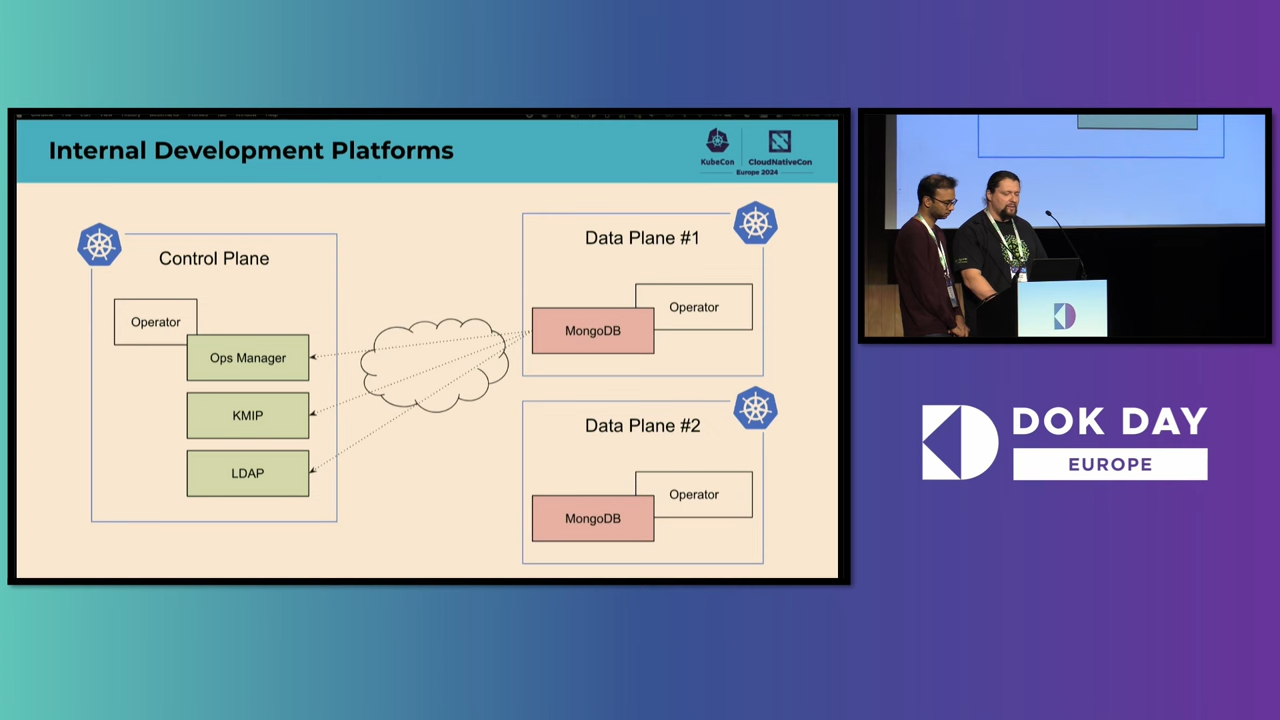 Internal Development Platforms
KubeCon
CloudNativeCon
Europe 2024
Control Plane
Operator
Ops Manager
KMIP
LDAP
Data Plane #1
Operator
MongoDB
Data Plane #2
Operator
MongoDB
DOK DAY
EUROPE